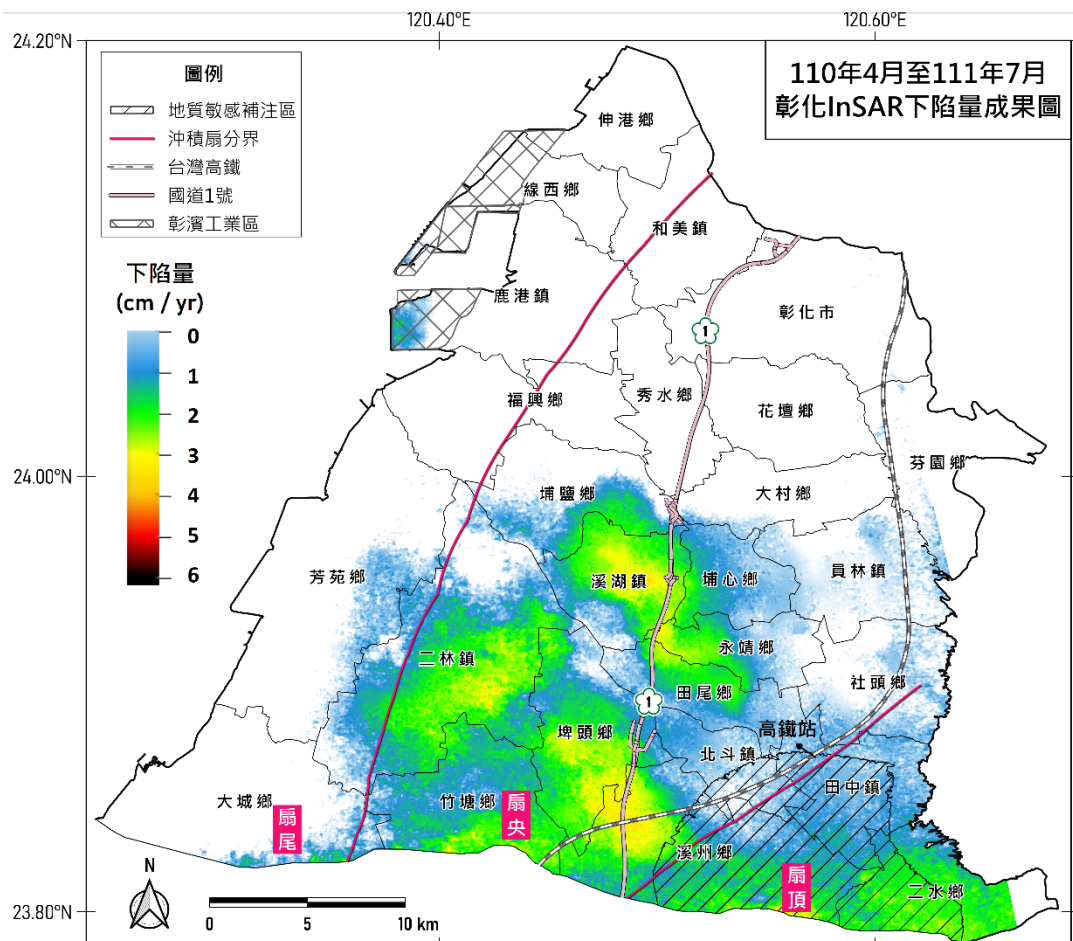 120.40°E
120.60°E
24.20°N
24.00°N
23.80°N
110年4月至111年7月
彰化InSAR下陷量成果圖
圖例
地質敏感補注區
沖積扇分界
台灣高鐵
國道1號
彰濱工業區
下陷量
(cm / yr)
0
1
2
3
4
5
6
伸港鄉
線西鄉
和美鎮
鹿港鎮
彰化市
1
福興鄉
秀水鄉
花壇鄉
芬園鄉
埔鹽鄉
大村鄉
芳苑鄉
溪湖鎮
埔心鄉
員林鎮
二林鎮
永靖鄉
社頭鄉
田尾鄉
1
埤頭鄉
北斗鎮
高鐵站
田中鎮
大城鄉
扇尾
竹塘鄉
扇央
溪州鄉
扇頂
二水鄉
N
0
5
10 km